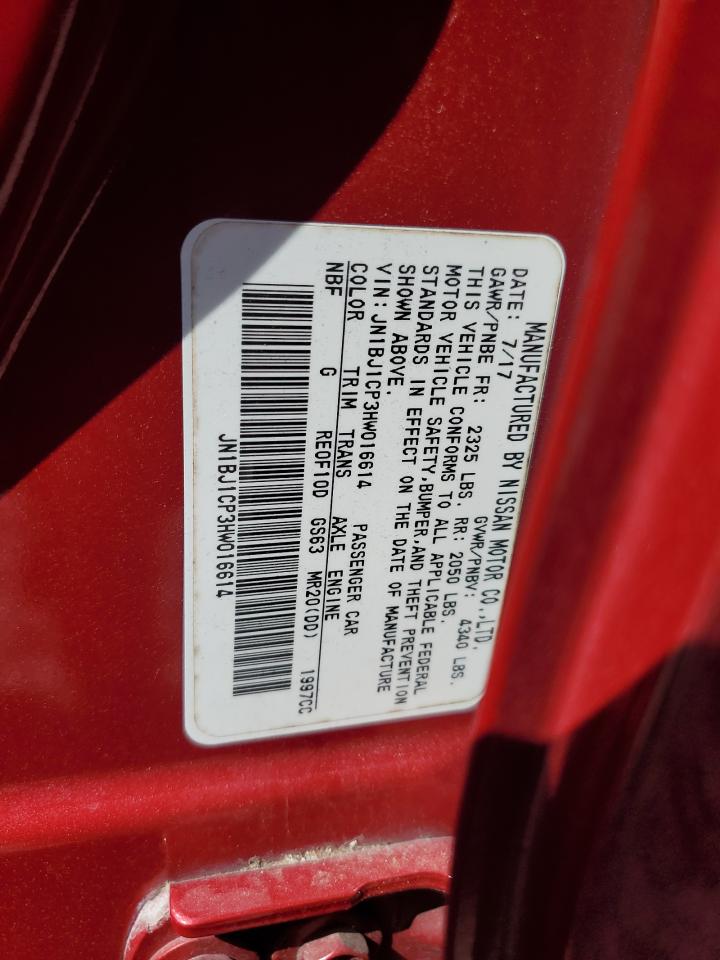 MANUFACTURED BY NISSAN MOTOR CO.,LTD.
DATE: 7/17 GVWR/PNBV: 4340 LBS.
GAWR/PNBE FR: 2325 LBS. RR: 2050 LBS.
THIS VEHICLE CONFORMS TO ALL APPLICABLE FEDERAL
MOTOR VEHICLE SAFETY,BUMPER,AND THEFT PREVENTION
STANDARDS IN EFFECT ON THE DATE OF MANUFACTURE
SHOWN ABOVE.
VIN:JN1BJ1CP3HW016614 PASSENGER CAR
COLOR TRIM TRANS AXLE ENGINE
NBF G RE0F10D GS63 MR20(DD) 1997CC
JN1BJ1CP3HW016614